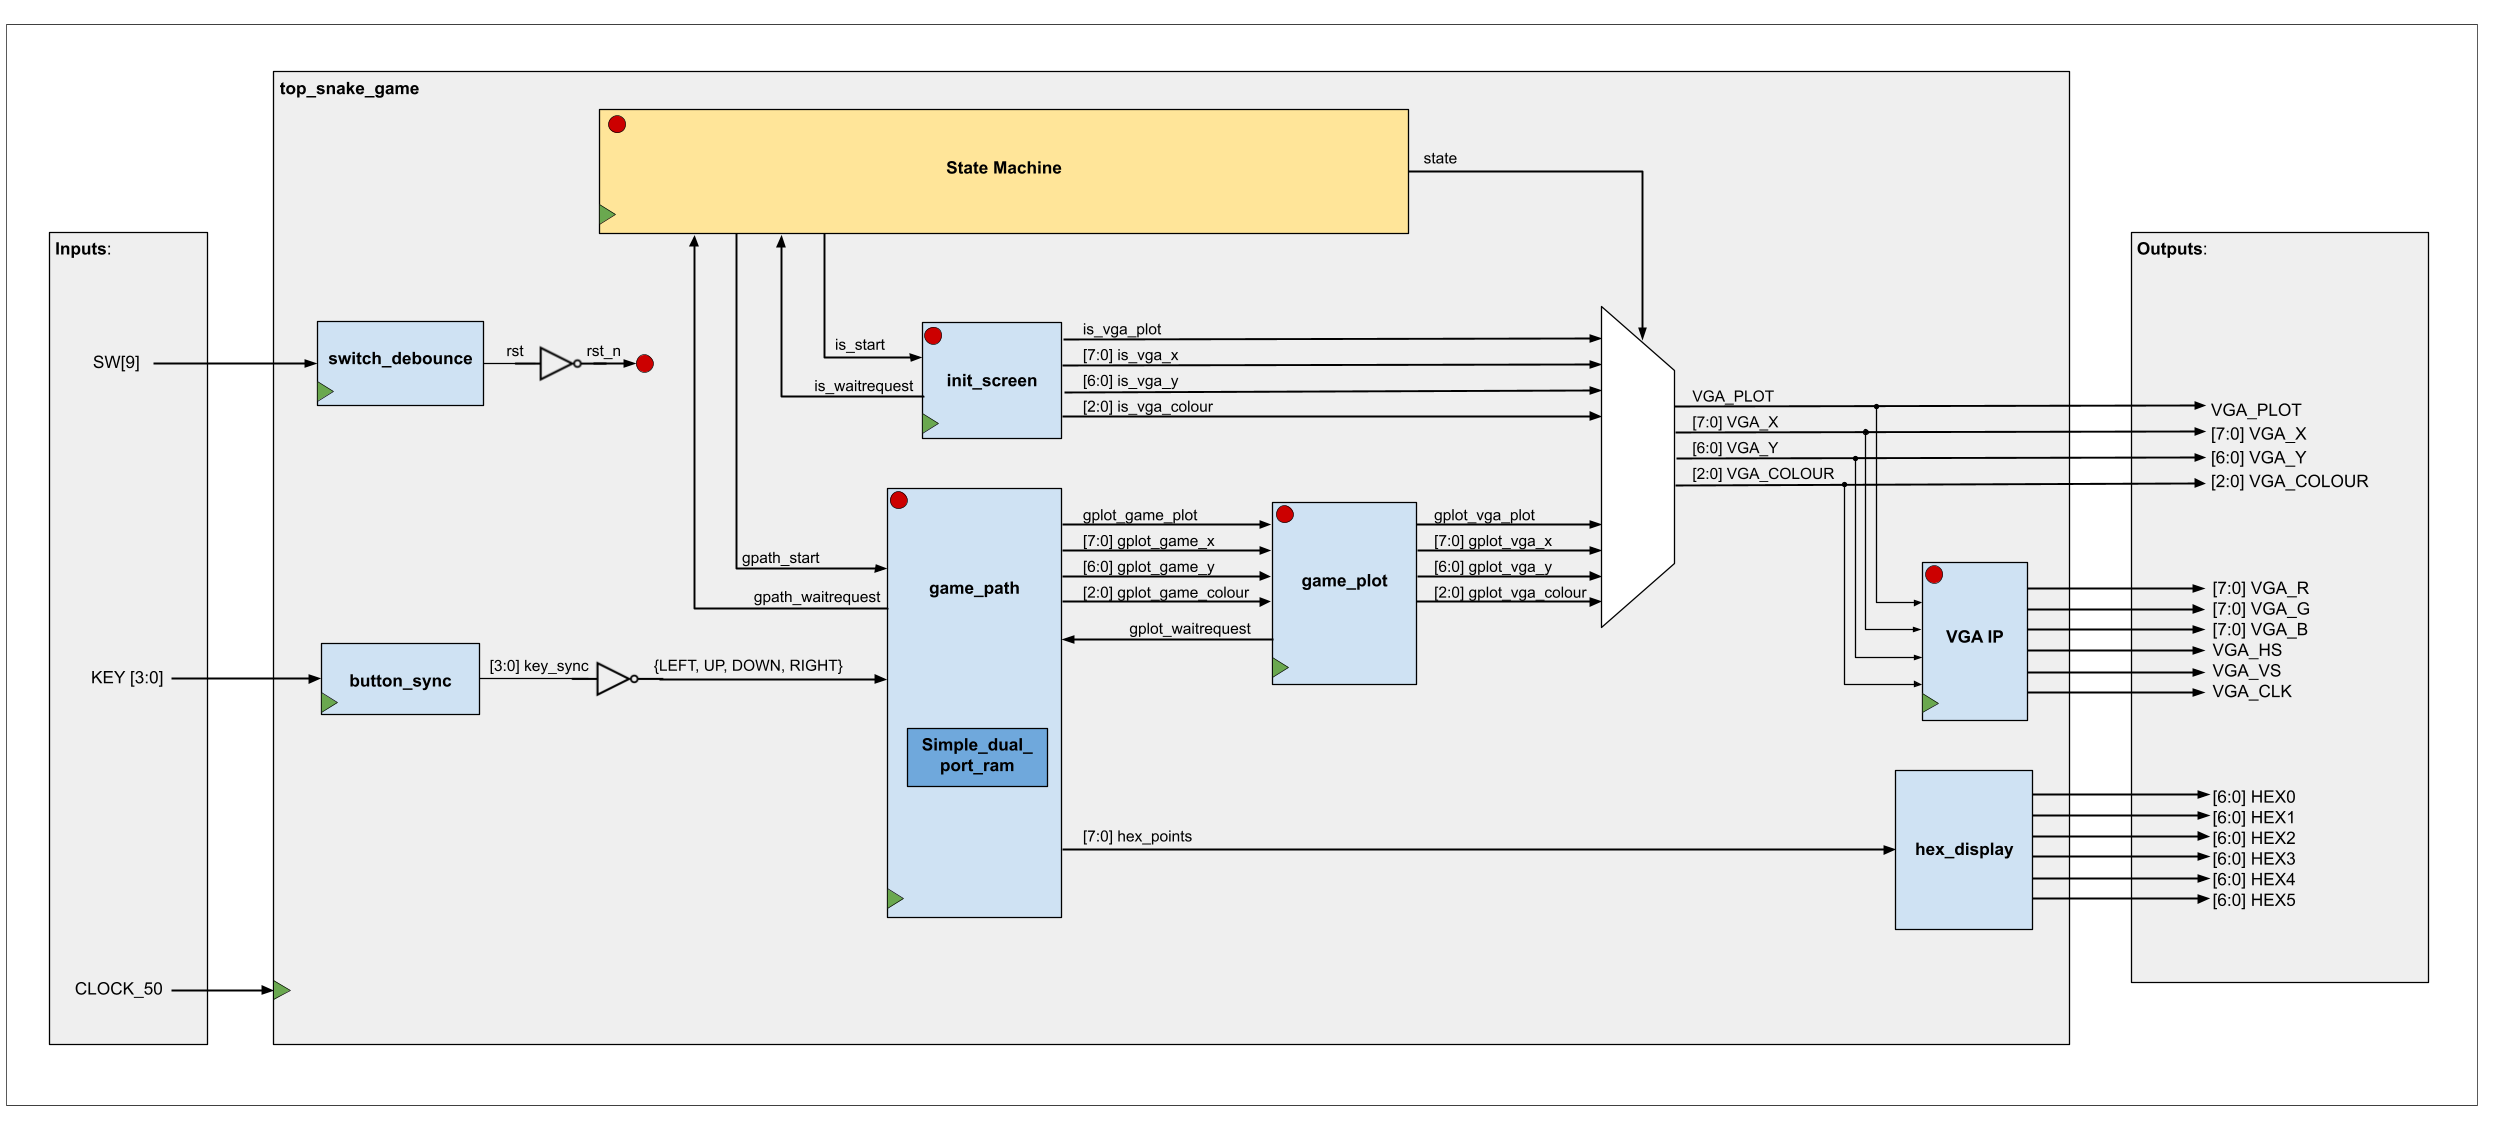 top_snake_game
State Machine
state
Inputs:
Outputs:
SW[9]
switch_debounce
rst
rst_n
is_start
is_waitrequest
init_screen
is_vga_plot
[7:0] is_vga_x
[6:0] is_vga_y
[2:0] is_vga_colour
VGA_PLOT
[7:0] VGA_X
[6:0] VGA_Y
[2:0] VGA_COLOUR
VGA_PLOT
[7:0] VGA_X
[6:0] VGA_Y
[2:0] VGA_COLOUR
gpath_start
gpath_waitrequest
game_path
gplot_game_plot
[7:0] gplot_game_x
[6:0] gplot_game_y
[2:0] gplot_game_colour
gplot_waitrequest
game_plot
gplot_vga_plot
[7:0] gplot_vga_x
[6:0] gplot_vga_y
[2:0] gplot_vga_colour
VGA IP
[7:0] VGA_R
[7:0] VGA_G
[7:0] VGA_B
VGA_HS
VGA_VS
VGA_CLK
KEY [3:0]
button_sync
[3:0] key_sync
{LEFT, UP, DOWN, RIGHT}
Simple_dual_
port_ram
[7:0] hex_points
hex_display
[6:0] HEX0
[6:0] HEX1
[6:0] HEX2
[6:0] HEX3
[6:0] HEX4
[6:0] HEX5
CLOCK_50